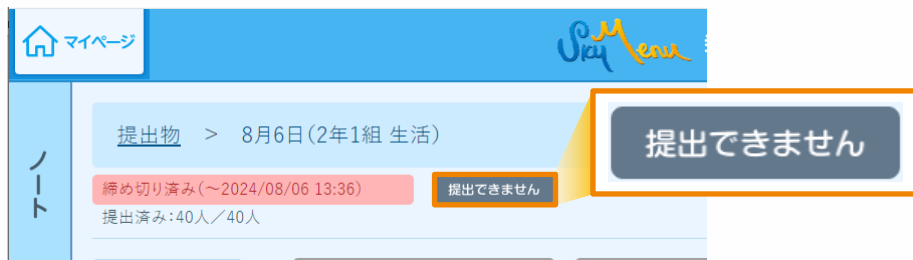 マイページ
Sky Menu
提出物 > 8月6日(2年1組 生活)
ノート
締め切り済み(~2024/08/06 13:36)
提出できません
提出済み:40人/40人
提出できません